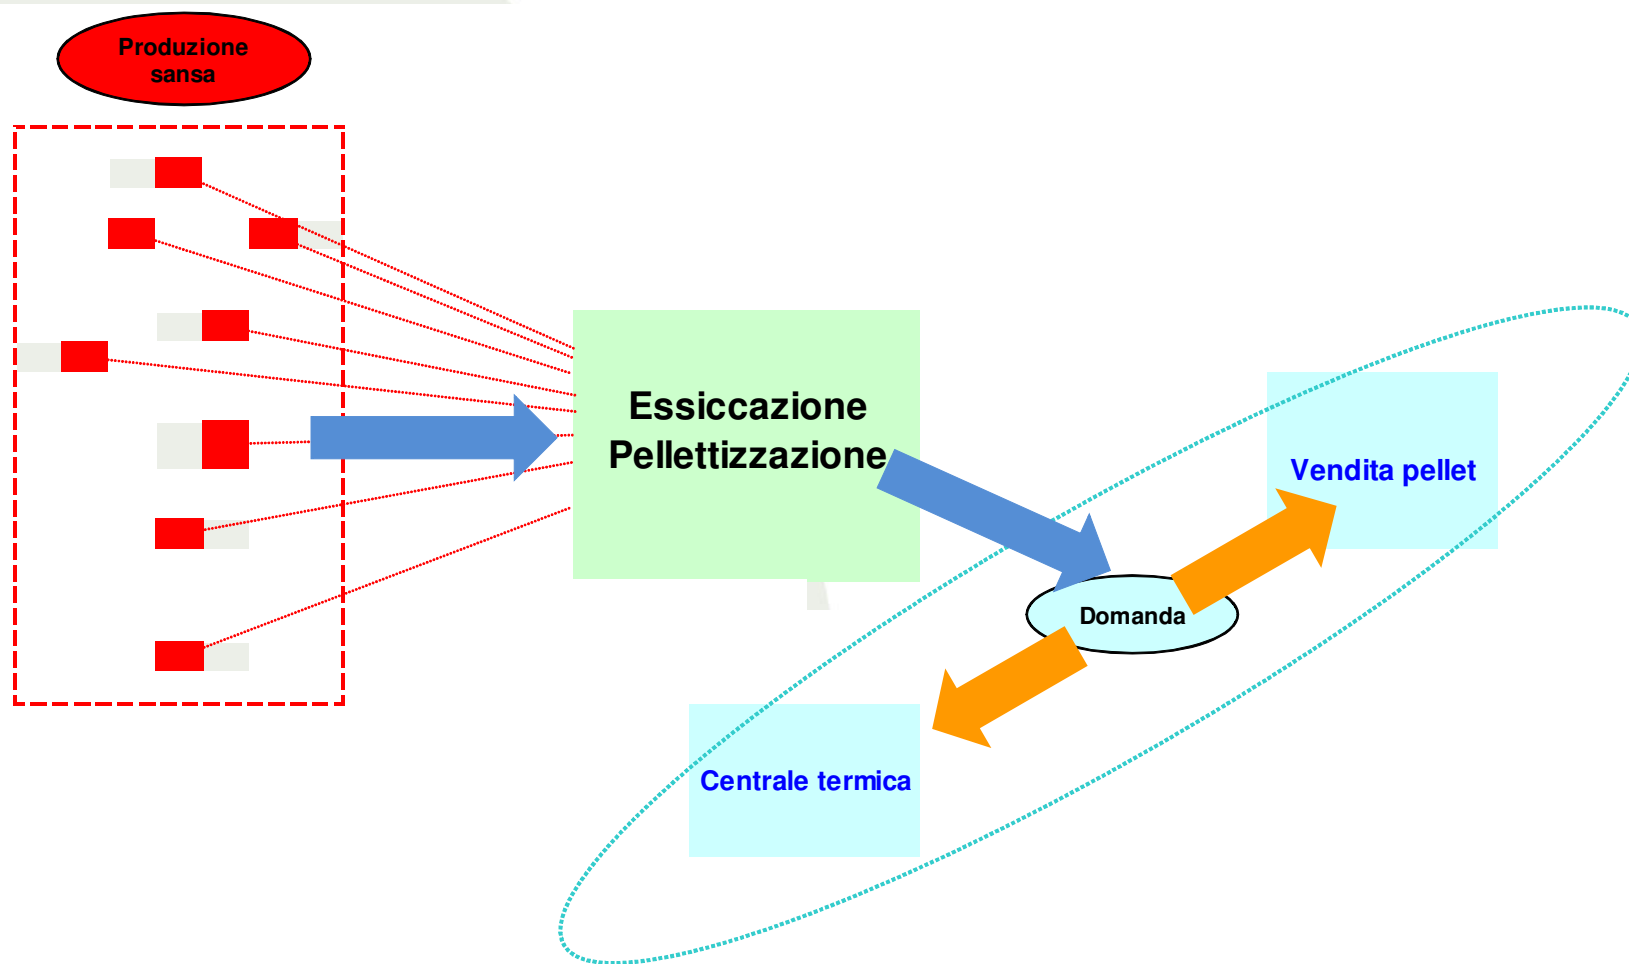 Produzione
sansa
Essiccazione
Pellettizzazione
Vendita pellet
Domanda
Centrale termica